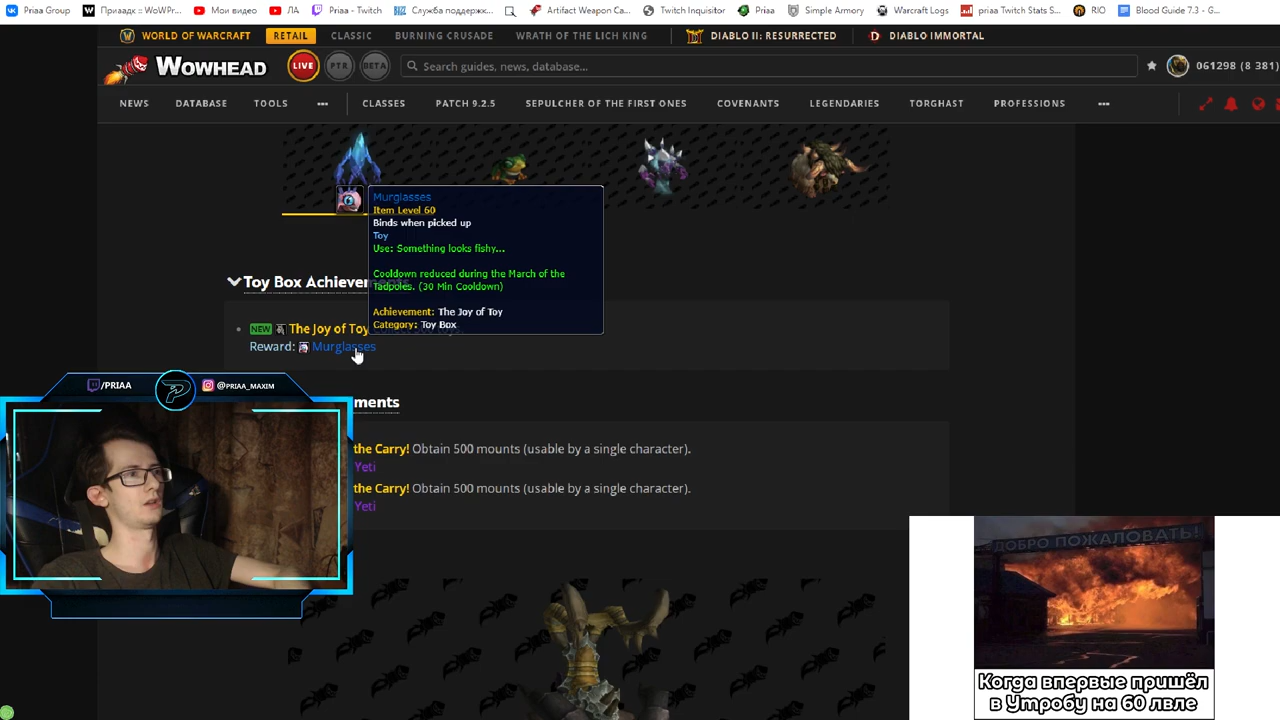 Priaa Group
Приаадк :: WoWPr...
Мои видео
ЛА
Priaa - Twitch
Служба поддержк...
Artifact Weapon Ca...
Twitch Inquisitor
Priaa
Simple Armory
Warcraft Logs
priaa Twitch Stats S...
RIO
Blood Guide 7.3 - G...
WORLD OF WARCRAFT
RETAIL
CLASSIC
BURNING CRUSADE
WRATH OF THE LICH KING
DIABLO II: RESURRECTED
DIABLO IMMORTAL
WOWHEAD
LIVE
PTR
BETA
Search guides, news, database...
061298 (8 381)
NEWS
DATABASE
TOOLS
CLASSES
PATCH 9.2.5
SEPULCHER OF THE FIRST ONES
COVENANTS
LEGENDARIES
TORGHAST
PROFESSIONS
Murglasses
Item Level 60
Binds when picked up
Toy
Use: Something looks fishy...
Cooldown reduced during the March of the
Tadpoles. (30 Min Cooldown)
Achievement: The Joy of Toy
Category: Toy Box
Toy Box Achievements
NEW The Joy of Toy
Reward: Murglasses
/PRIAA
@PRIAA_MAXIM
ments
the Carry! Obtain 500 mounts (usable by a single character).
Yeti
the Carry! Obtain 500 mounts (usable by a single character).
Yeti
ДОБРО ПОЖАЛОВАТЬ!
Когда впервые пришёл
в Утробу на 60 лвле